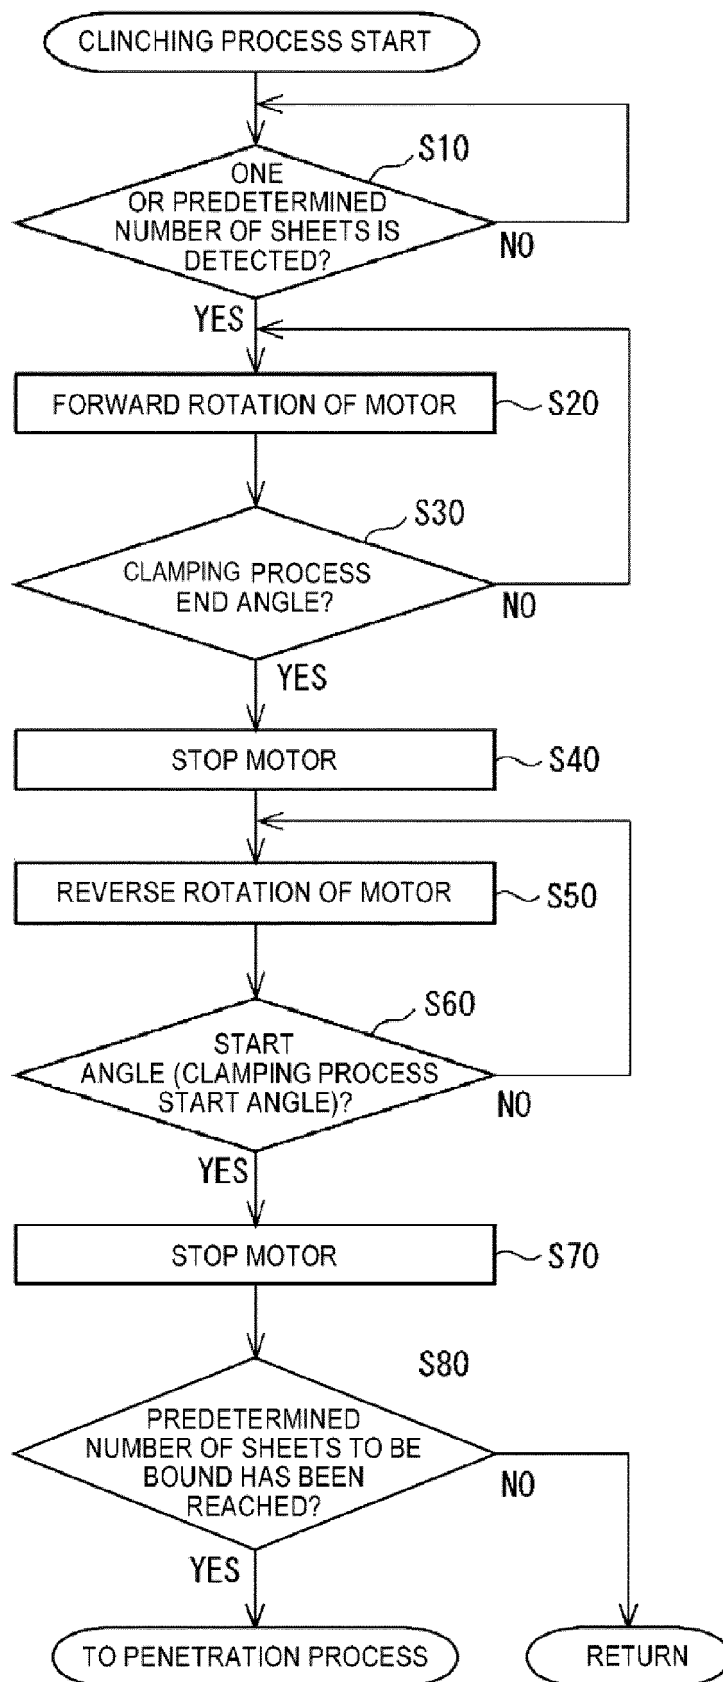 CLINCHING PROCESS START
S10
ONE
OR PREDETERMINED
NUMBER OF SHEETS IS
DETECTED?
NO
YES
FORWARD ROTATION OF MOTOR
S20
S30
CLAMPING PROCESS
END ANGLE?
NO
YES
STOP MOTOR
S40
REVERSE ROTATION OF MOTOR
S50
S60
START
ANGLE (CLAMPING PROCESS
START ANGLE)?
NO
YES
STOP MOTOR
S70
S80
PREDETERMINED
NUMBER OF SHEETS TO BE
BOUND HAS BEEN
REACHED?
NO
YES
TO PENETRATION PROCESS
RETURN